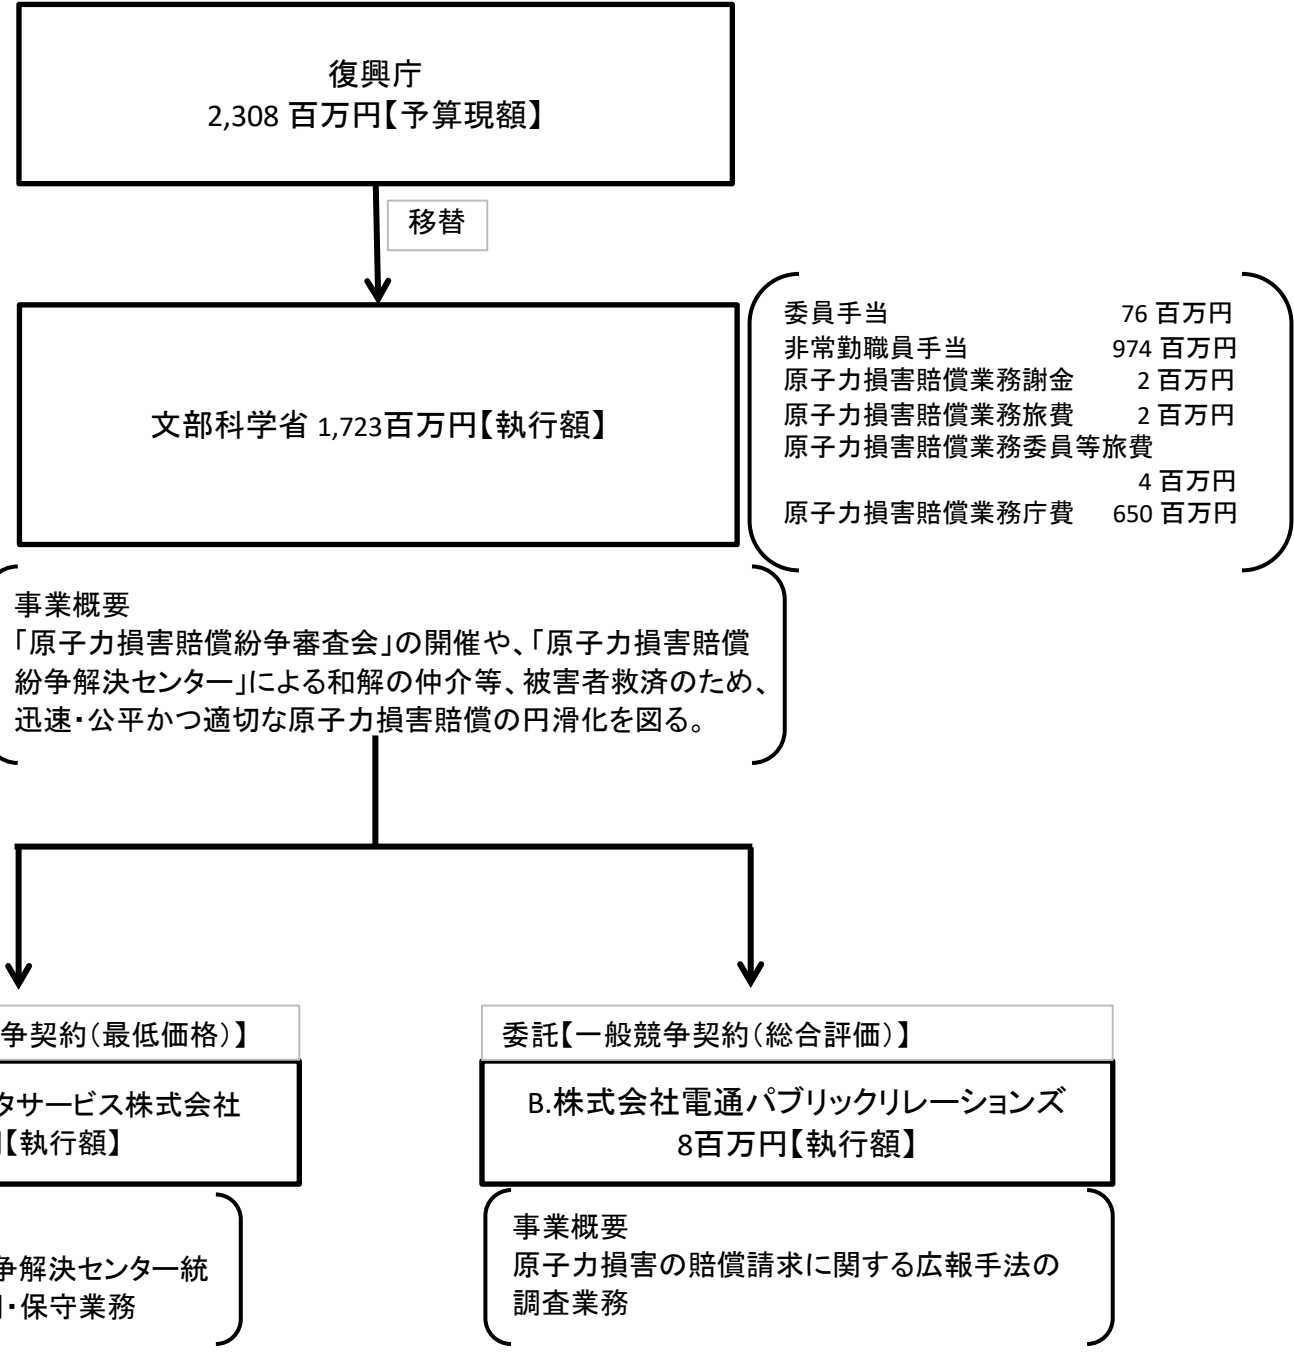 復興庁
2,308 百万円【予算現額】
移替
文部科学省 1,723百万円【執行額】
委員手当 76 百万円
非常勤職員手当 974 百万円
原子力損害賠償業務謝金 2 百万円
原子力損害賠償業務旅費 2 百万円
原子力損害賠償業務委員等旅費
4 百万円
原子力損害賠償業務庁費 650 百万円
事業概要
「原子力損害賠償紛争審査会」の開催や、「原子力損害賠償
紛争解決センター」による和解の仲介等、被害者救済のため、
迅速・公平かつ適切な原子力損害賠償の円滑化を図る。
争契約（最低価格）】
タサービス株式会社
【執行額】
争解決センター統
・保守業務
委託【一般競争契約（総合評価）】
B.株式会社電通パブリックリレーションズ
8百万円【執行額】
事業概要
原子力損害の賠償請求に関する広報手法の
調査業務